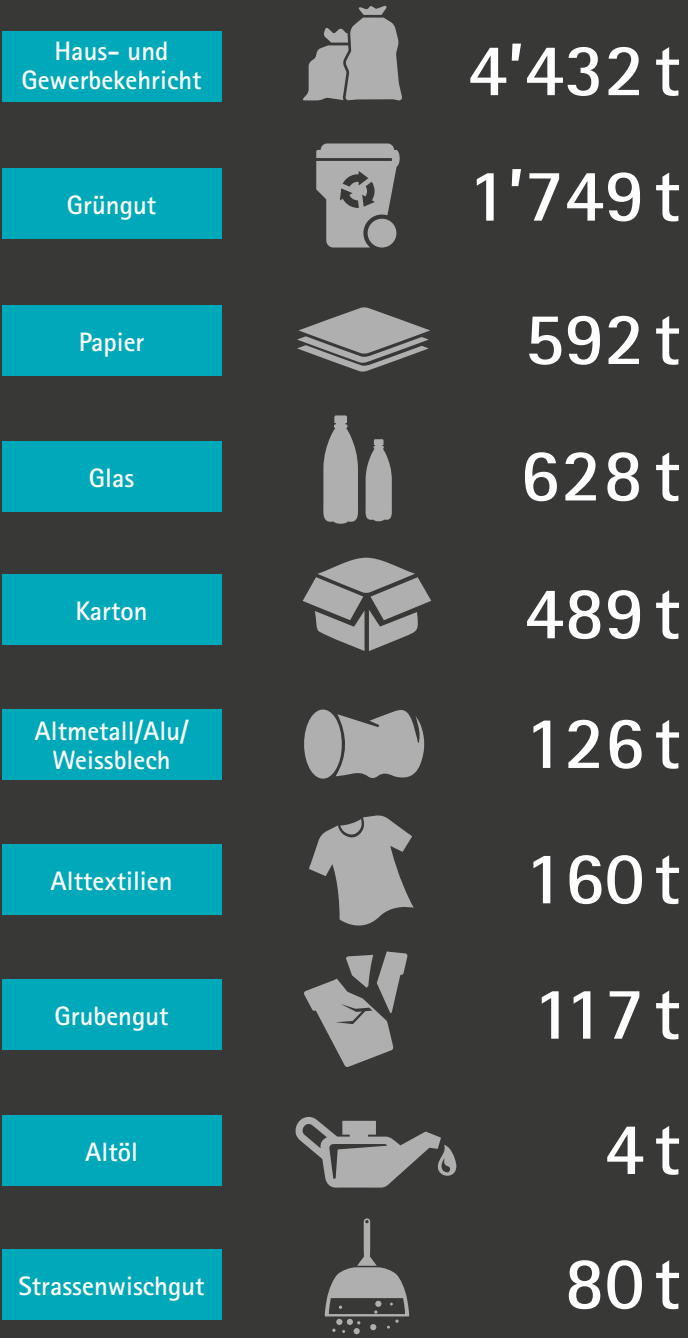 Haus- und
Gewerbekehricht
4'432 t
Grüngut
1'749 t
Papier
592 t
Glas
628 t
Karton
489 t
Altmetall/Alu/
Weissblech
126 t
Alttextilien
160 t
Grubengut
117 t
Altöl
4 t
Strassenwischgut
80 t